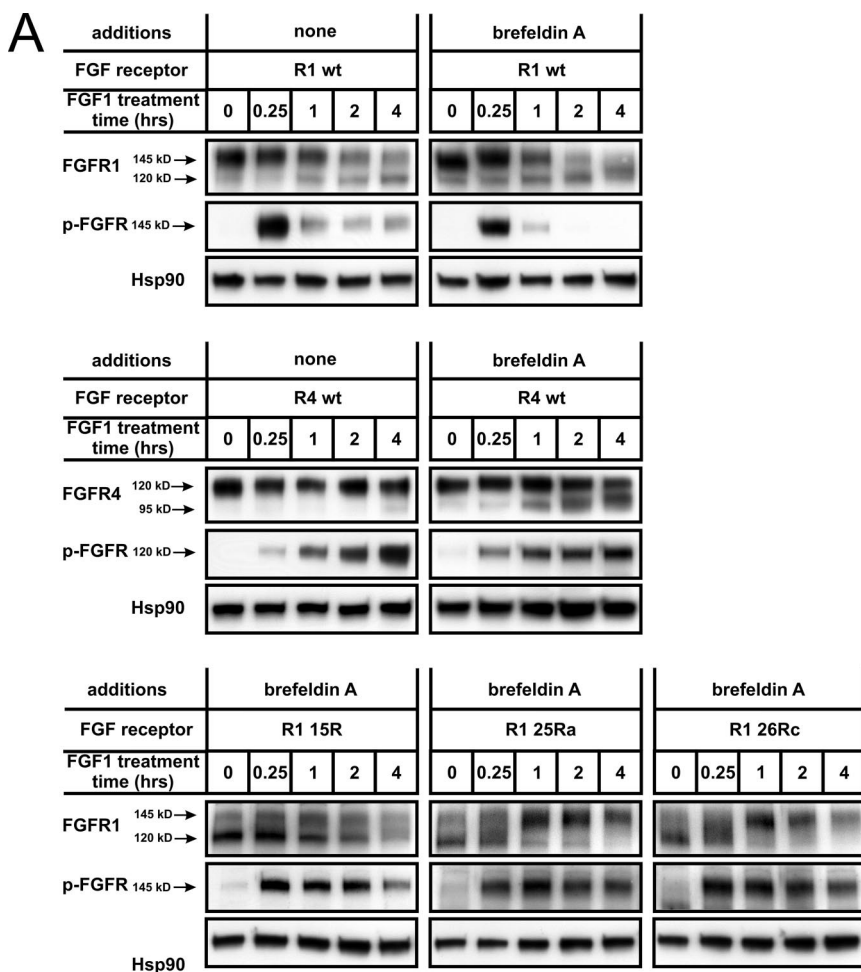 A
additions none brefeldin A
FGF receptor R1 wt R1 wt
FGF1 treatment
time (hrs) 0 0.25 1 2 4 0 0.25 1 2 4
FGFR1 145 kD
120 kD
p-FGFR 145 kD
Hsp90
additions none brefeldin A
FGF receptor R4 wt R4 wt
FGF1 treatment
time (hrs) 0 0.25 1 2 4 0 0.25 1 2 4
FGFR4 120 kD
95 kD
p-FGFR 120 kD
Hsp90
additions brefeldin A brefeldin A brefeldin A
FGF receptor R1 15R R1 25Ra R1 26Rc
FGF1 treatment
time (hrs) 0 0.25 1 2 4 0 0.25 1 2 4 0 0.25 1 2 4
FGFR1 145 kD
120 kD
p-FGFR 145 kD
Hsp90